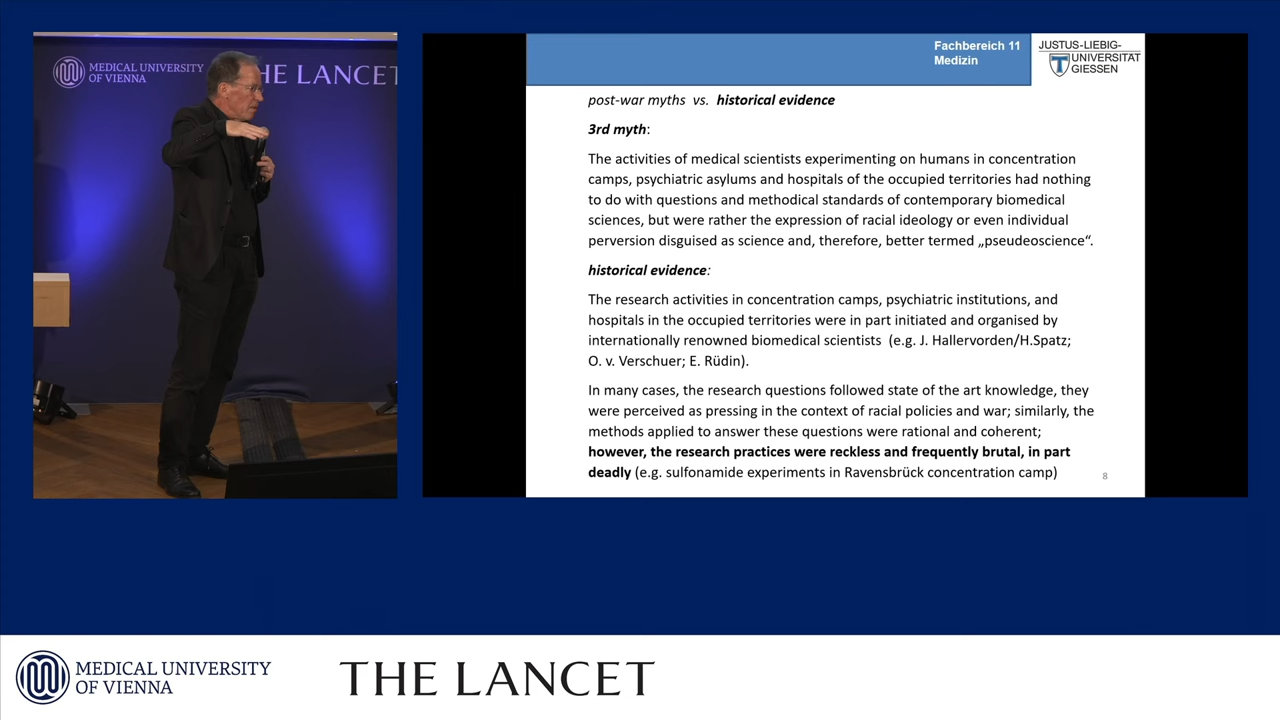 MEDICAL UNIVERSITY
OF VIENNA
THE LANCET
Fachbereich 11
Medizin
JUSTUS-LIEBIG-
UNIVERSITAT
GIESSEN
post-war myths vs. historical evidence
3rd myth:
The activities of medical scientists experimenting on humans in concentration
camps, psychiatric asylums and hospitals of the occupied territories had nothing
to do with questions and methodical standards of contemporary biomedical
sciences, but were rather the expression of racial ideology or even individual
perversion disguised as science and, therefore, better termed „pseudeoscience“.
historical evidence:
The research activities in concentration camps, psychiatric institutions, and
hospitals in the occupied territories were in part initiated and organised by
internationally renowned biomedical scientists (e.g. J. Hallervorden/H.Spatz;
O. v. Verschuer; E. Rüdin).
In many cases, the research questions followed state of the art knowledge, they
were perceived as pressing in the context of racial policies and war; similarly, the
methods applied to answer these questions were rational and coherent;
however, the research practices were reckless and frequently brutal, in part
deadly (e.g. sulfonamide experiments in Ravensbrück concentration camp)
8
MEDICAL UNIVERSITY
OF VIENNA
THE LANCET